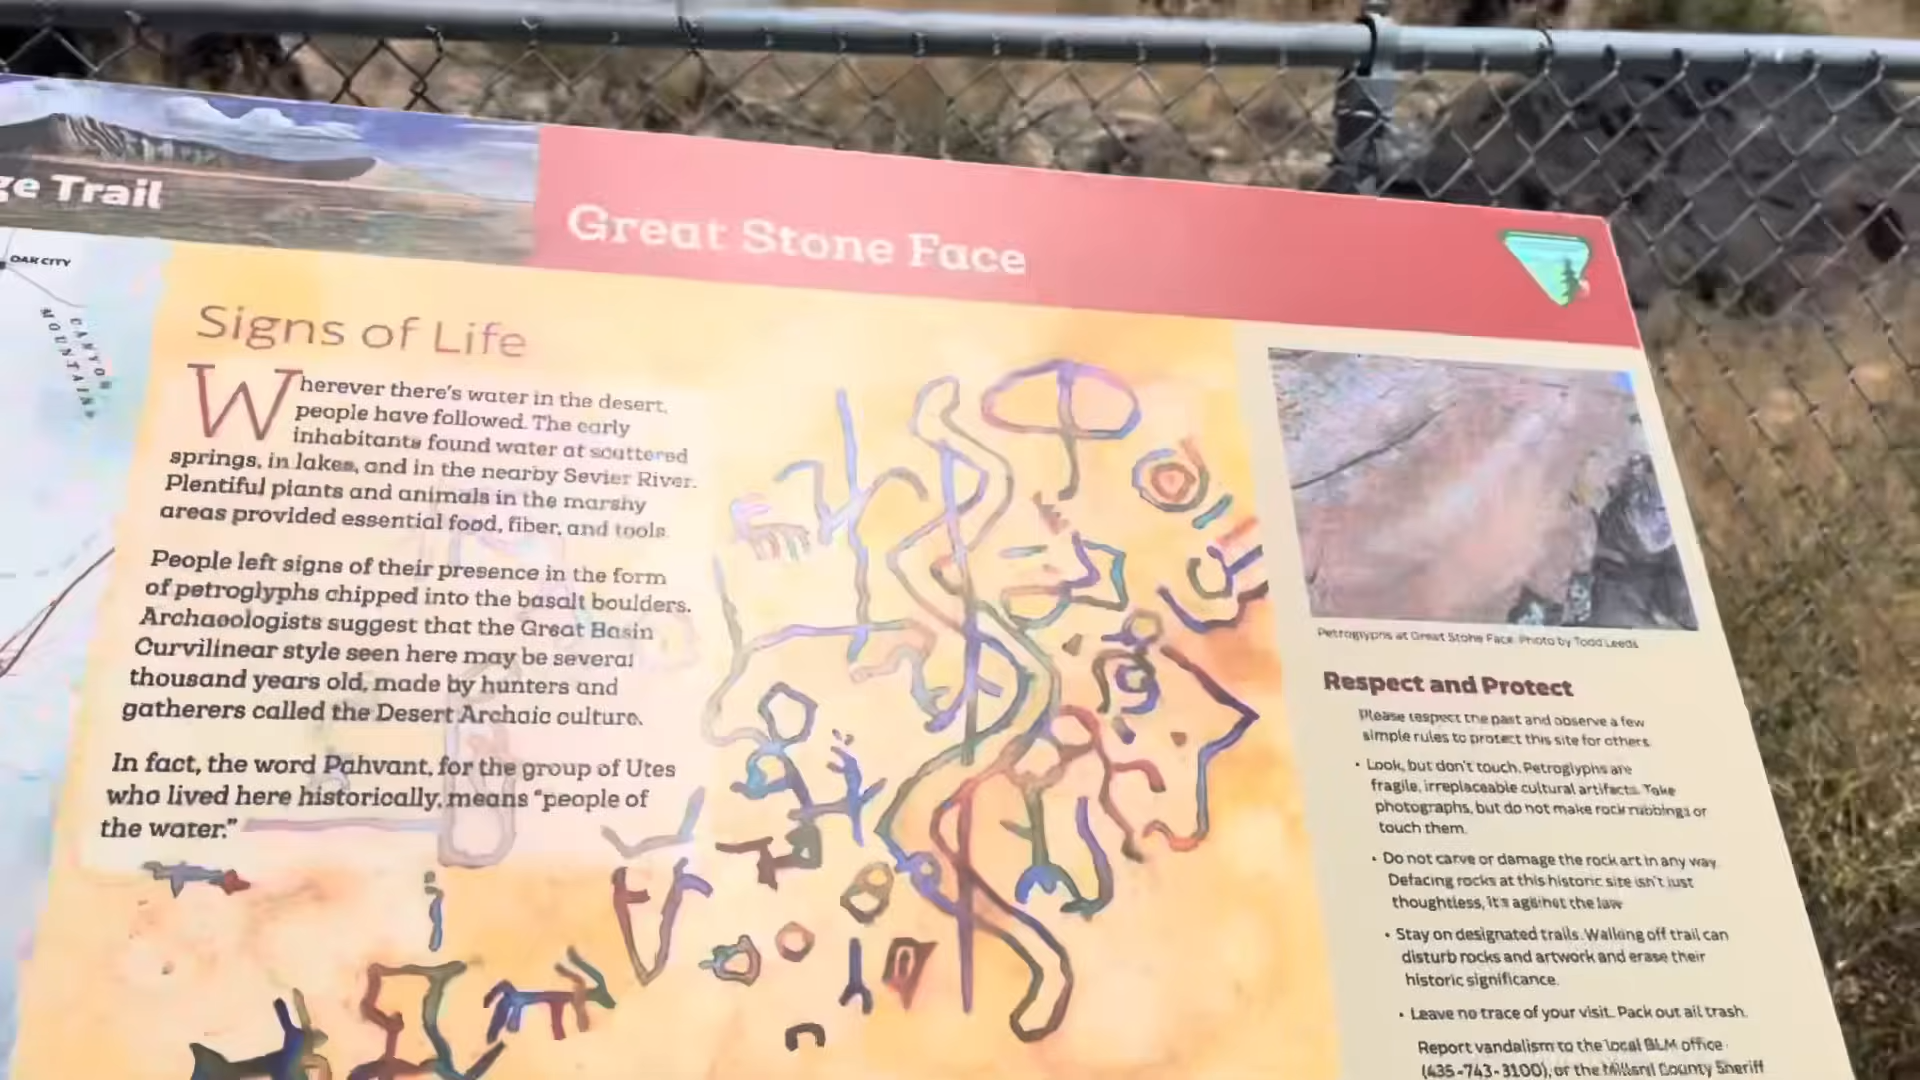 ge Trail
Great Stone Face
OAK CITY
CANYON
MOUNTAINS
Signs of Life
Wherever there's water in the desert,
people have followed. The early
inhabitants found water at scattered
springs, in lakes, and in the nearby Sevier River.
Plentiful plants and animals in the marshy
areas provided essential food, fiber, and tools.
People left signs of their presence in the form
of petroglyphs chipped into the basalt boulders.
Archaeologists suggest that the Great Basin
Curvilinear style seen here may be several
thousand years old, made by hunters and
gatherers called the Desert Archaic culture.
In fact, the word Pahvant, for the group of Utes
who lived here historically, means "people of
the water."
Petroglyphs at Great Stone Face. Photo by Todd Leeds
Respect and Protect
Please respect the past and observe a few
simple rules to protect this site for others.
• Look, but don't touch. Petroglyphs are
fragile, irreplaceable cultural artifacts. Take
photographs, but do not make rock rubbings or
touch them.
• Do not carve or damage the rock art in any way.
Defacing rocks at this historic site isn't just
thoughtless, it's against the law
• Stay on designated trails. Walking off trail can
disturb rocks and artwork and erase their
historic significance.
• Leave no trace of your visit. Pack out all trash.
Report vandalism to the local BLM office
(435-743-3100), or the Millard County Sheriff